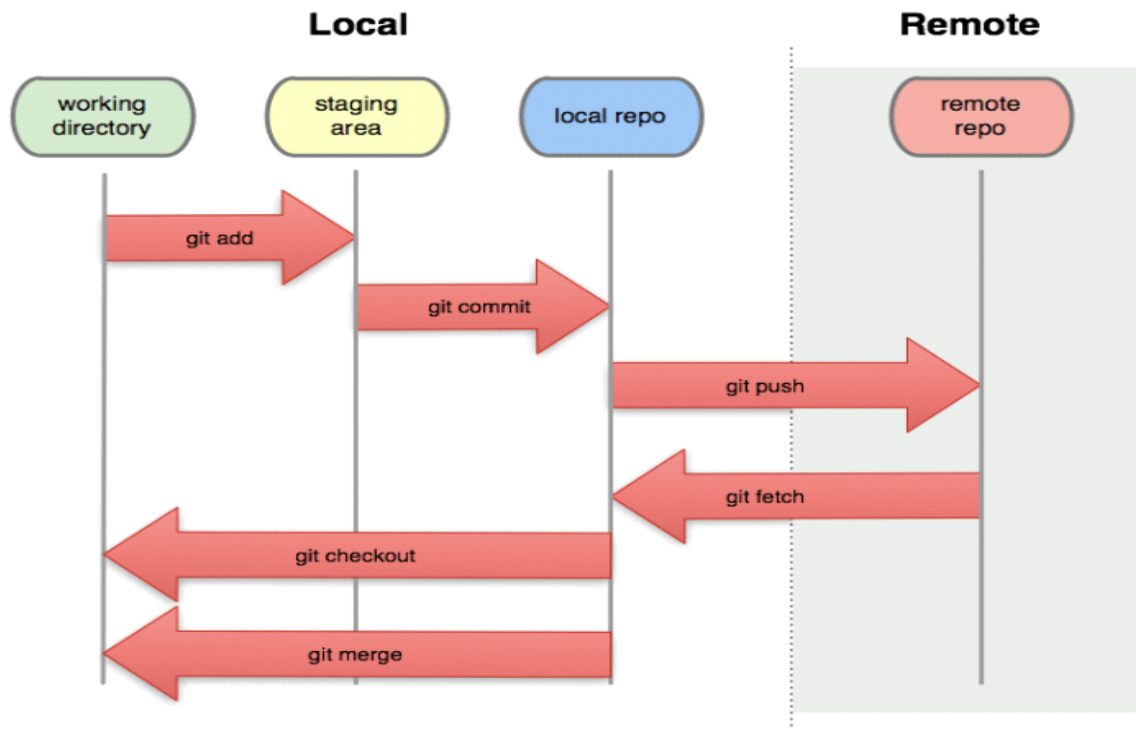 Local
Remote
working
directory
staging
area
local repo
remote
repo
git add
git commit
git push
git fetch
git checkout
git merge